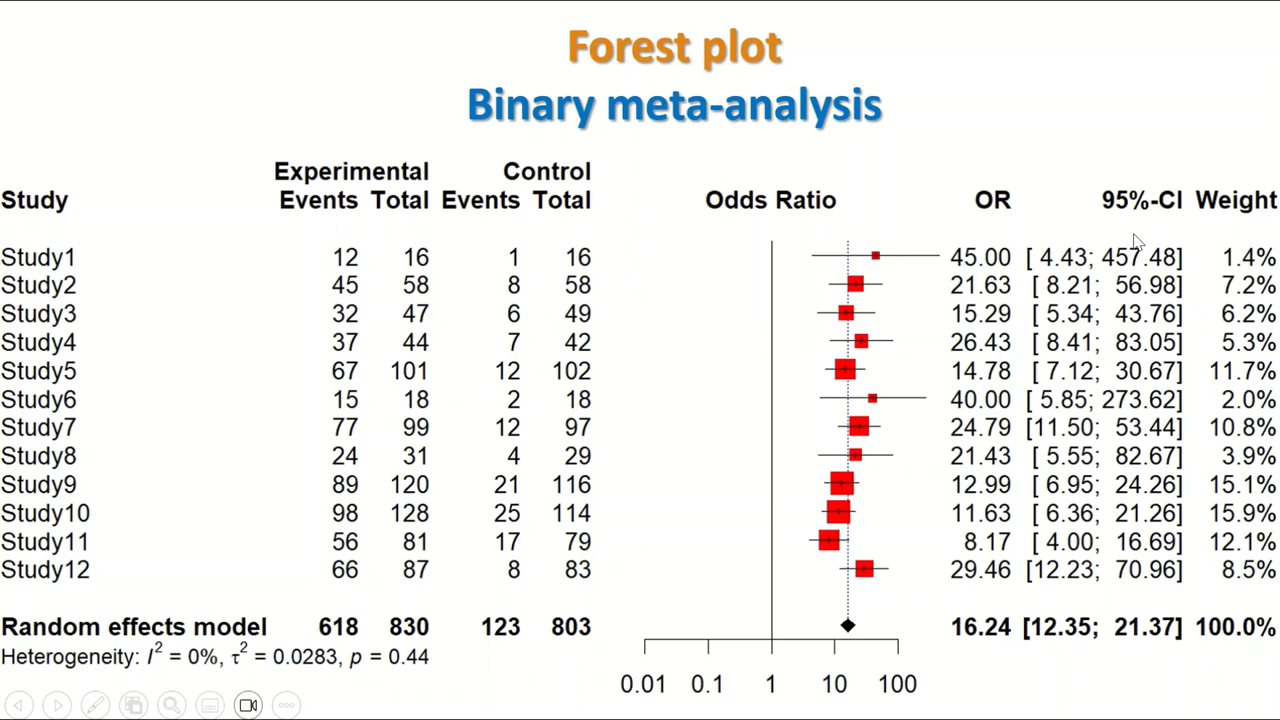 Forest plot
Binary meta-analysis
Experimental Control
Study Events Total Events Total Odds Ratio OR 95%-CI Weight
Study1 12 16 1 16 45.00 [ 4.43; 457.48] 1.4%
Study2 45 58 8 58 21.63 [ 8.21; 56.98] 7.2%
Study3 32 47 6 49 15.29 [ 5.34; 43.76] 6.2%
Study4 37 44 7 42 26.43 [ 8.41; 83.05] 5.3%
Study5 67 101 12 102 14.78 [ 7.12; 30.67] 11.7%
Study6 15 18 2 18 40.00 [ 5.85; 273.62] 2.0%
Study7 77 99 12 97 24.79 [11.50; 53.44] 10.8%
Study8 24 31 4 29 21.43 [ 5.55; 82.67] 3.9%
Study9 89 120 21 116 12.99 [ 6.95; 24.26] 15.1%
Study10 98 128 25 114 11.63 [ 6.36; 21.26] 15.9%
Study11 56 81 17 79 8.17 [ 4.00; 16.69] 12.1%
Study12 66 87 8 83 29.46 [12.23; 70.96] 8.5%
Random effects model 618 830 123 803 16.24 [12.35; 21.37] 100.0%
Heterogeneity: I² = 0%, τ² = 0.0283, p = 0.44
0.01 0.1 1 10 100